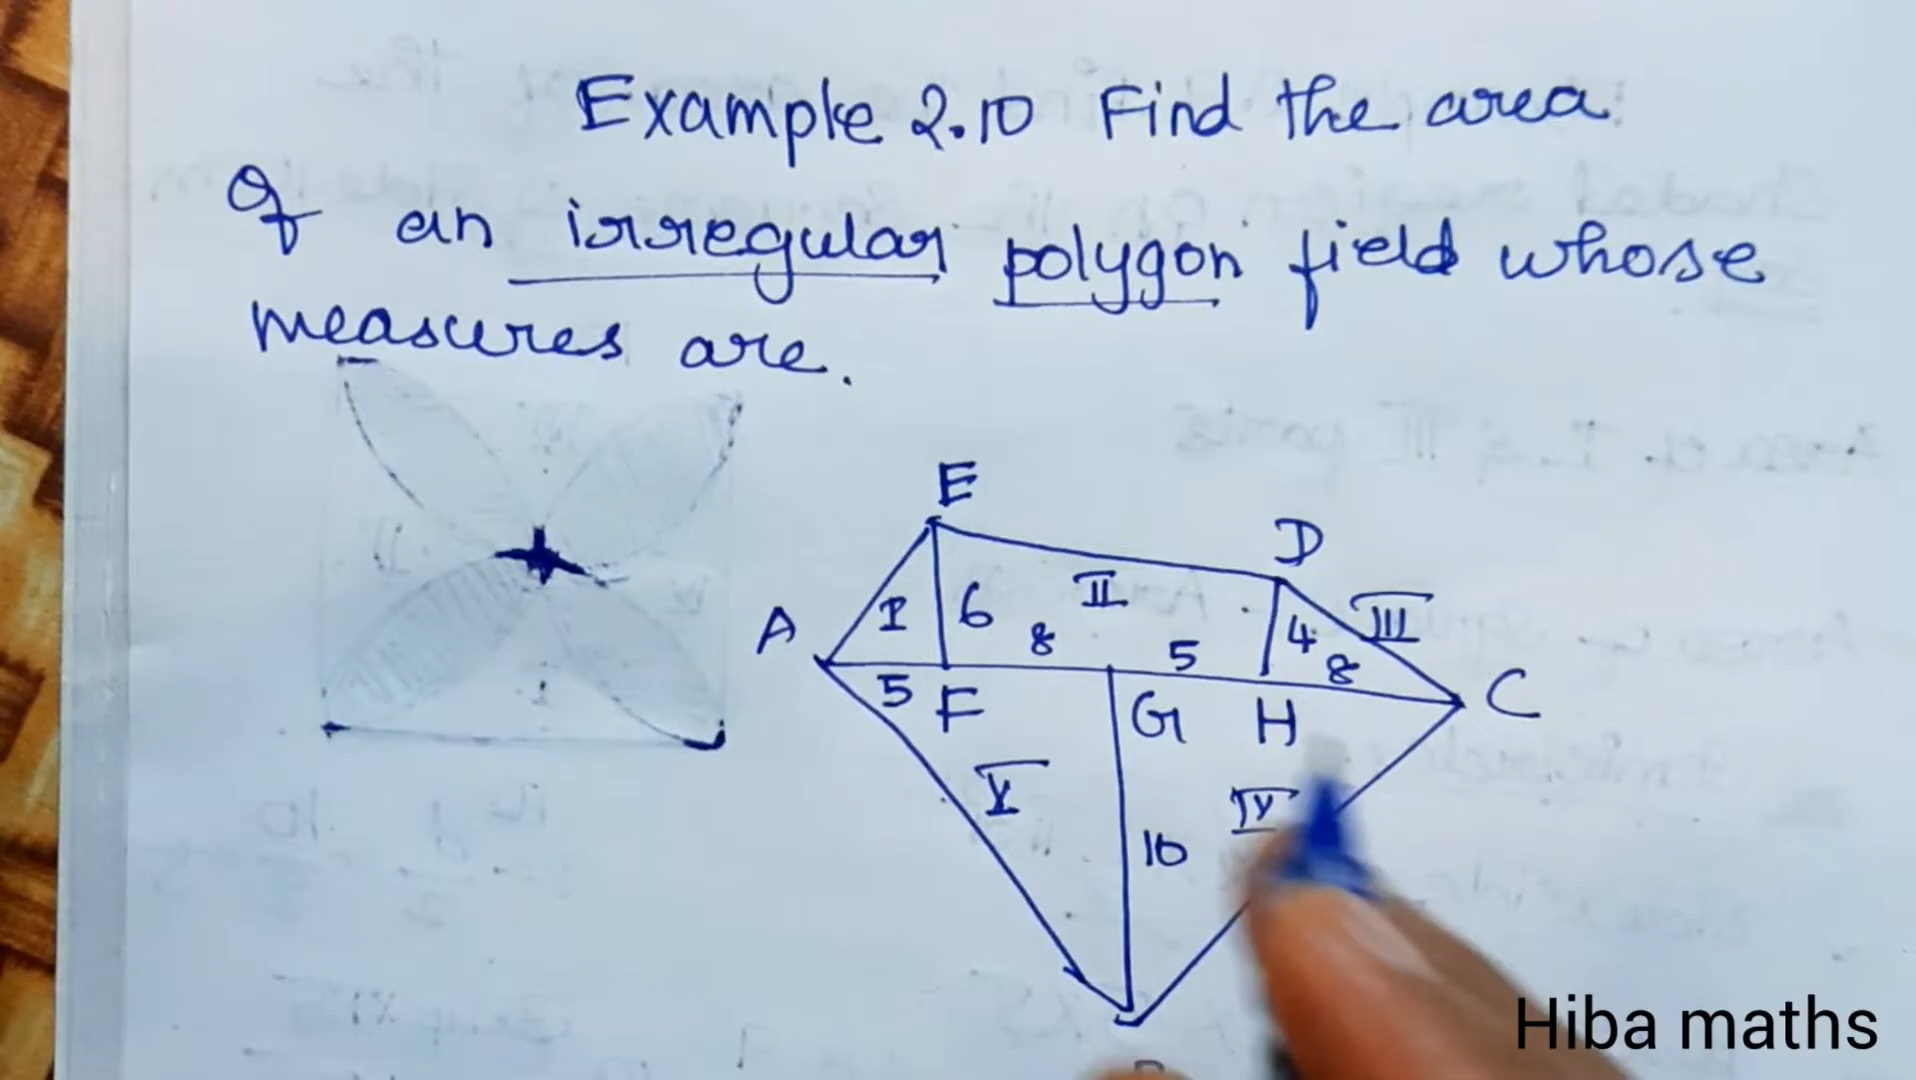 Example 2.10 Find the area
Of an irregular polygon field whose
measures are.
E
D
A
I
6
II
8
5
4
III
8
5
F
G
H
C
V
IV
10
Hiba maths